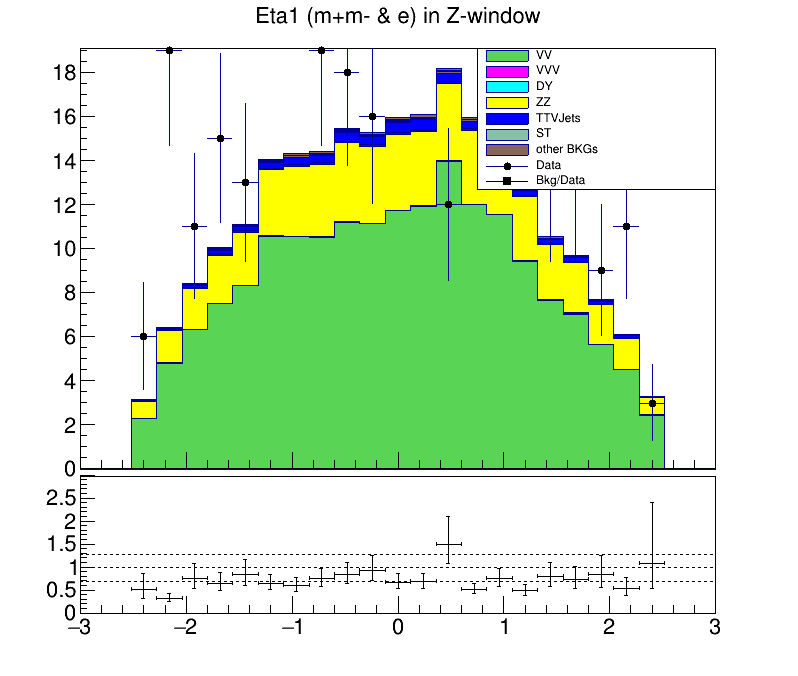 Eta1 (m+m- & e) in Z-window
18
16
14
12
10
8
6
4
2
0
VV
VVV
DY
ZZ
TTVJets
ST
other BKGs
Data
Bkg/Data
2.5
2
1.5
1
0.5
0
−3
−2
−1
0
1
2
3